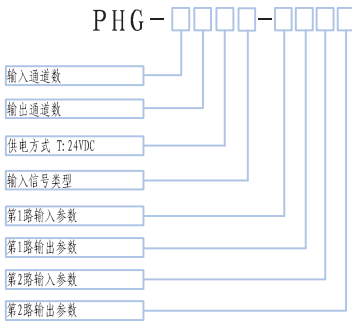 PHG-□□□□-□□□□
输入通道数
输出通道数
供电方式 T:24VDC
输入信号类型
第1路输入参数
第1路输出参数
第2路输入参数
第2路输出参数